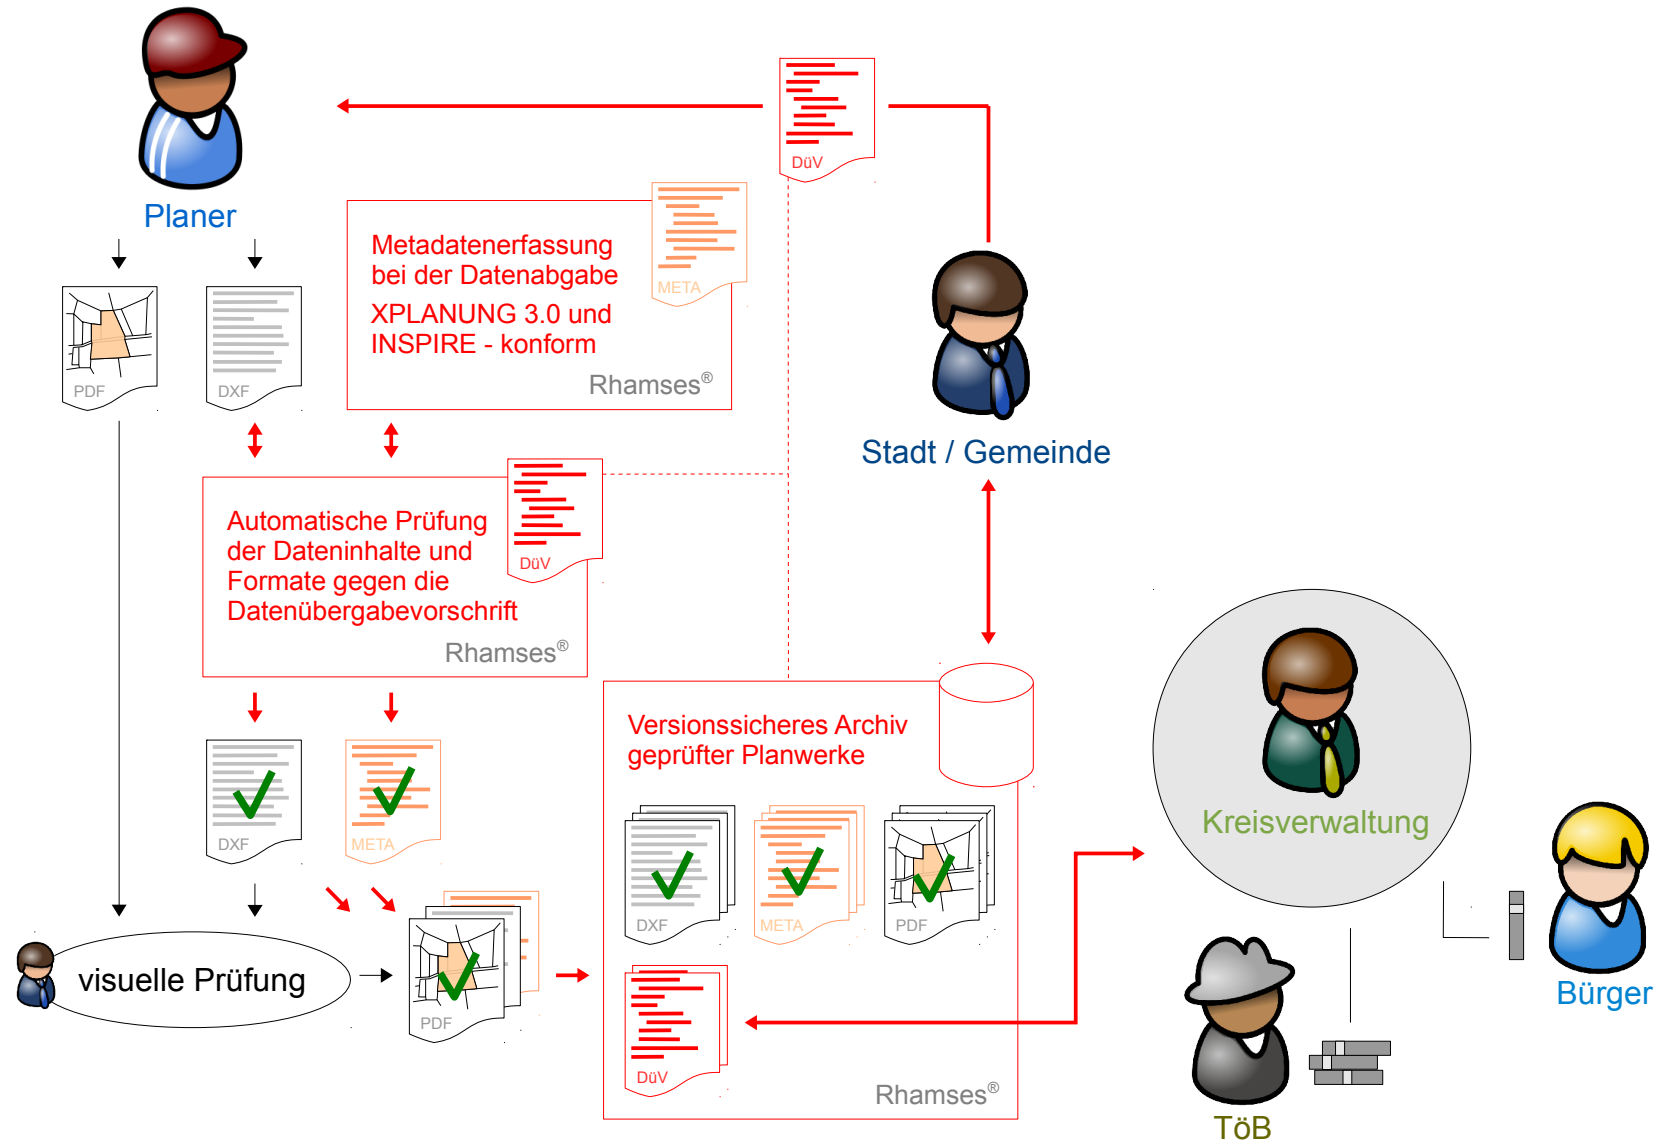 DüV
Planer
META
Metadatenerfassung
bei der Datenabgabe
XPLANUNG 3.0 und
INSPIRE - konform
Rhamses®
PDF
DXF
Stadt / Gemeinde
DüV
Automatische Prüfung
der Dateninhalte und
Formate gegen die
Datenübergabevorschrift
Rhamses®
Versionssicheres Archiv
geprüfter Planwerke
DXF
META
DXF
META
PDF
Kreisverwaltung
visuelle Prüfung
PDF
DüV
Rhamses®
Bürger
TöB